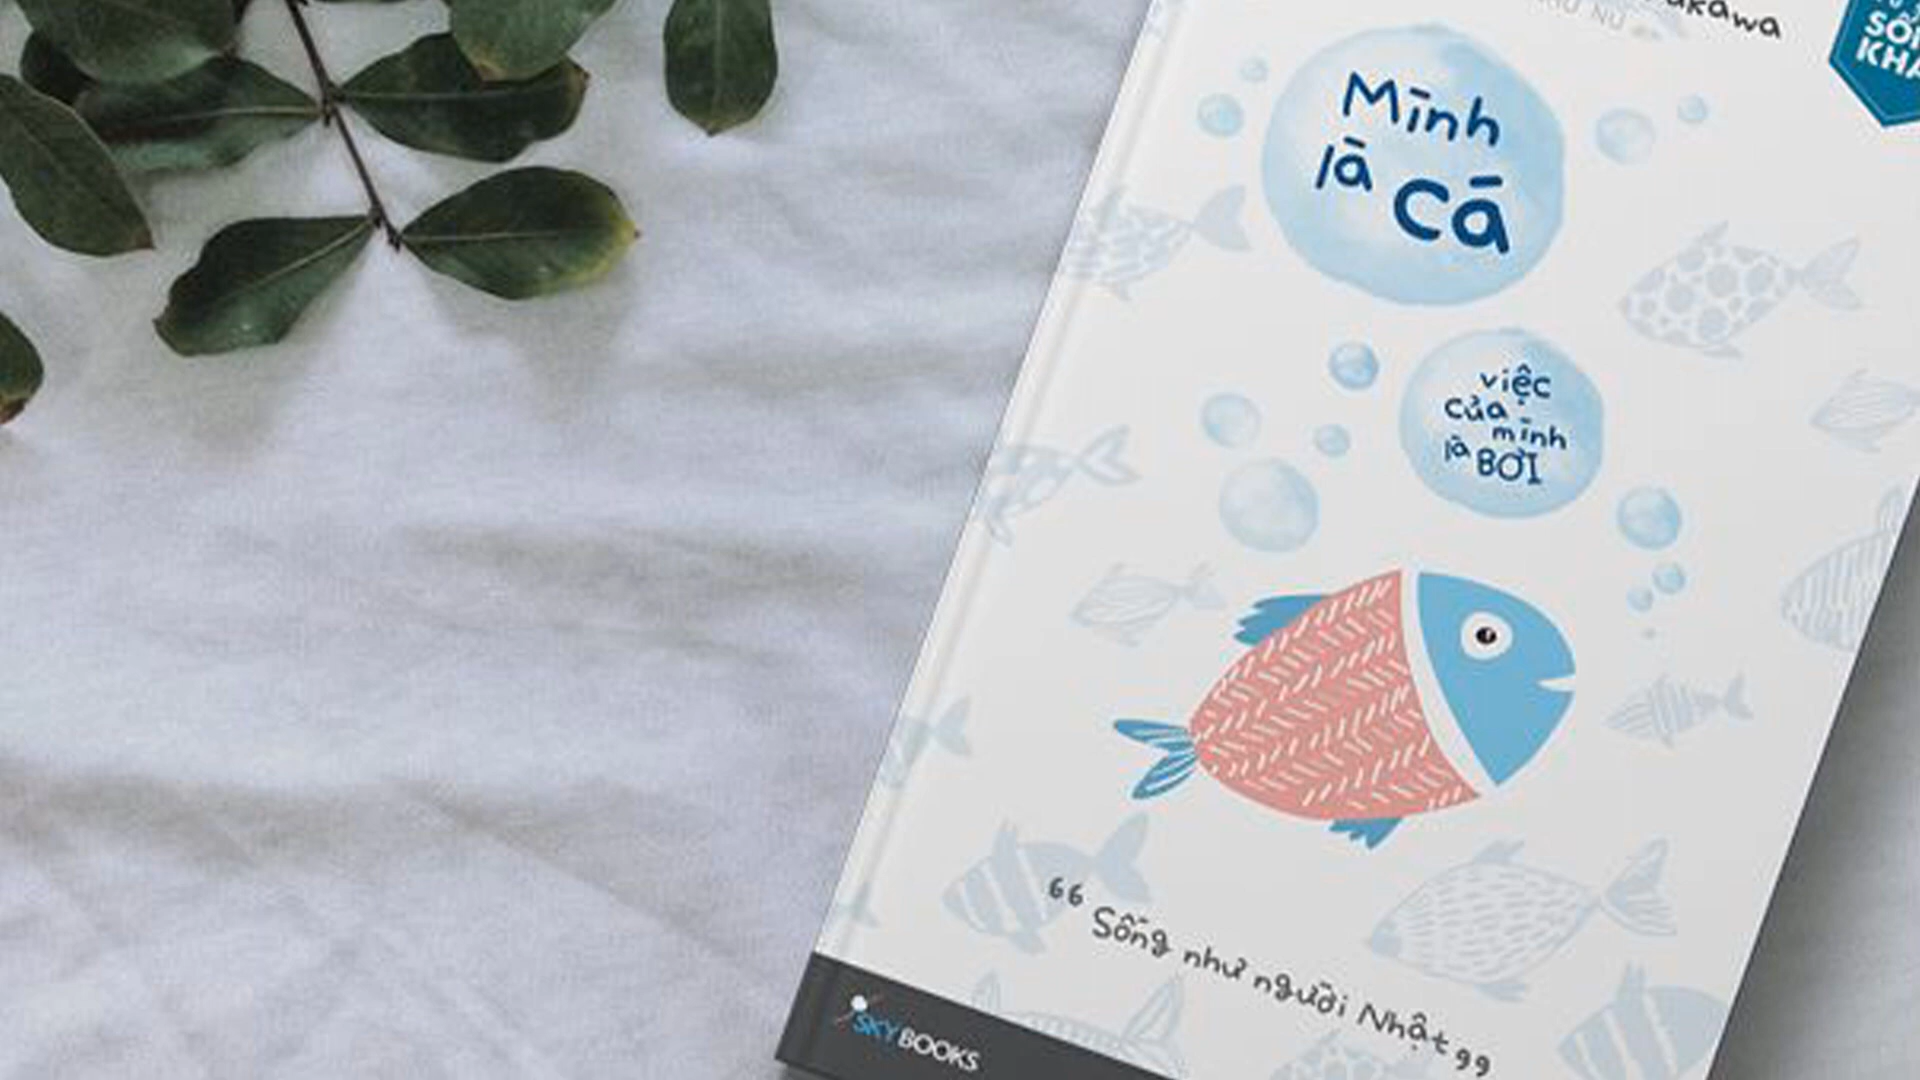 Mình
là cá
việc
của
mình
là BƠI
“ Sống như người Nhật ”
SKYBOOKS